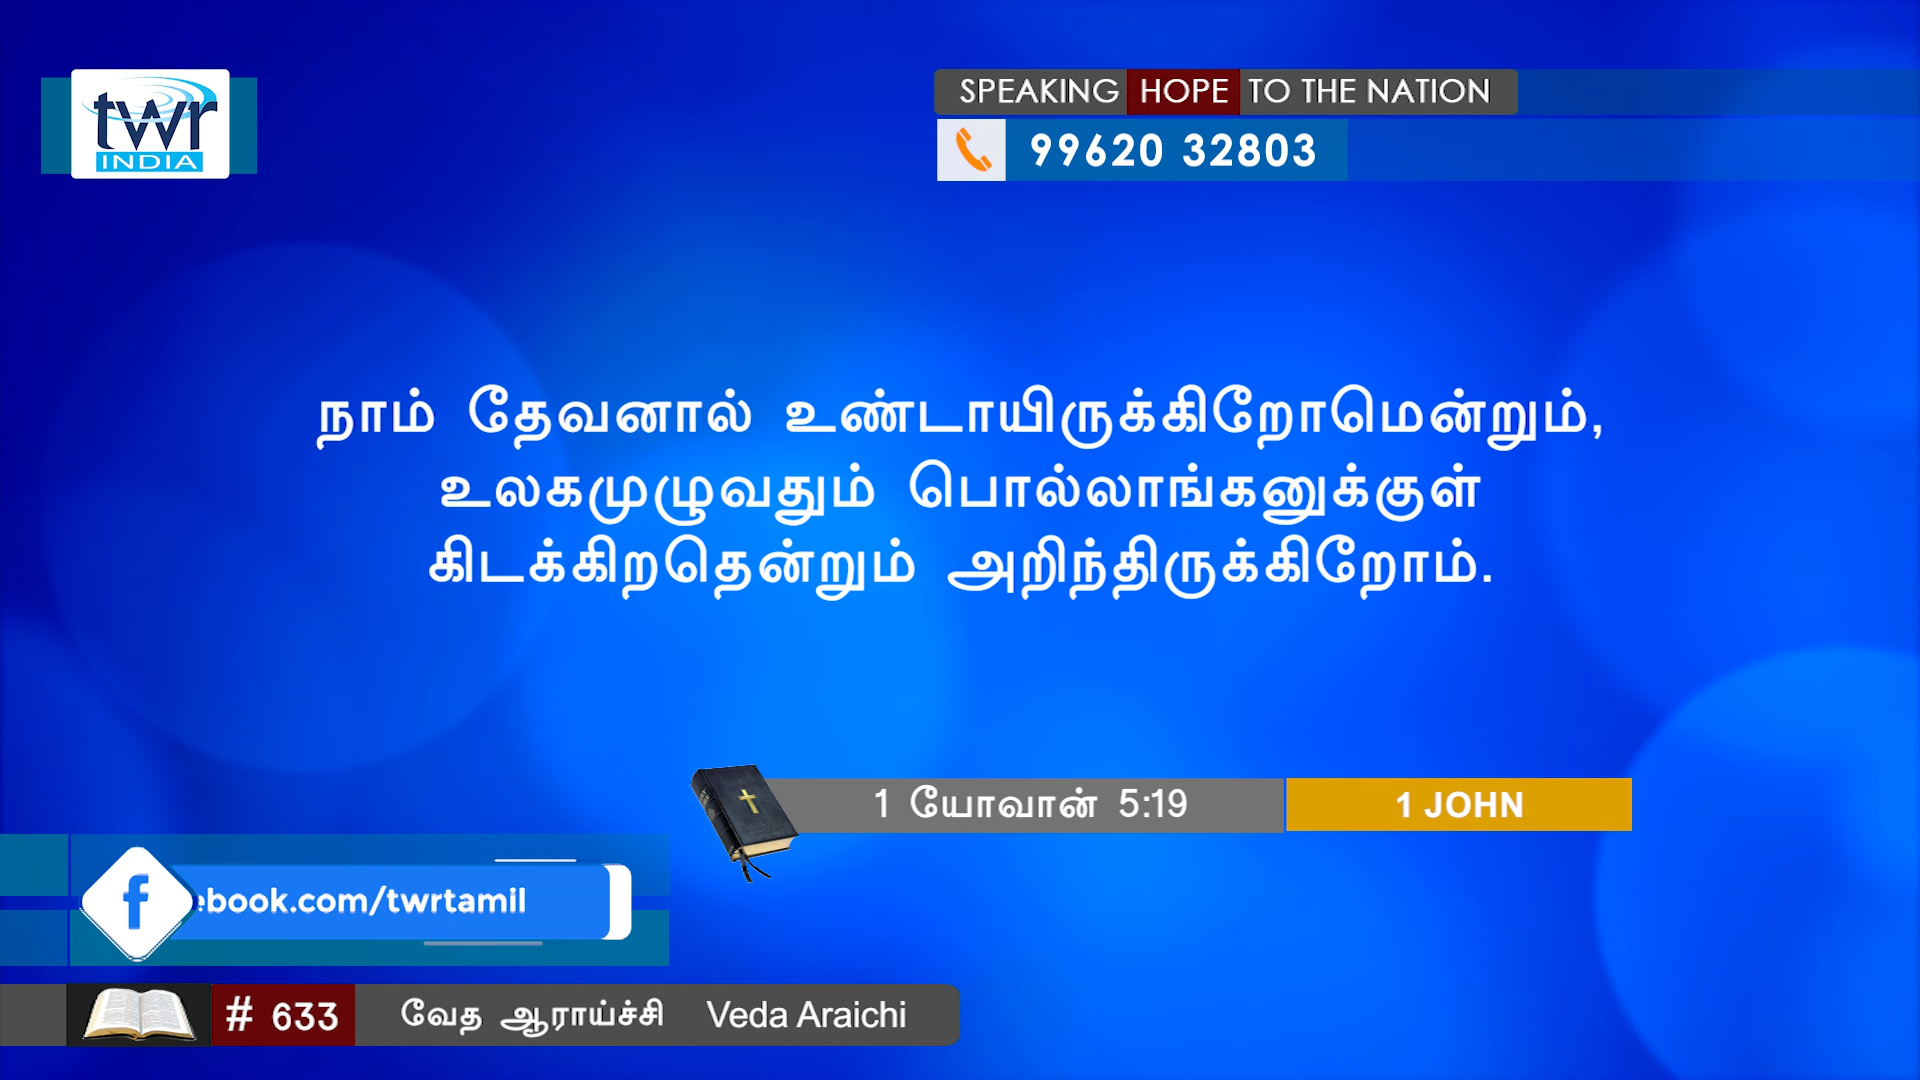 twr
INDIA
SPEAKING HOPE TO THE NATION
99620 32803
நாம் தேவனால் உண்டாயிருக்கிறோமென்றும்,
உலகமுழுவதும் பொல்லாங்கனுக்குள்
கிடக்கிறதென்றும் அறிந்திருக்கிறோம்.
1 யோவான் 5:19 1 JOHN
ebook.com/twrtamil
# 633 வேத ஆராய்ச்சி Veda Araichi